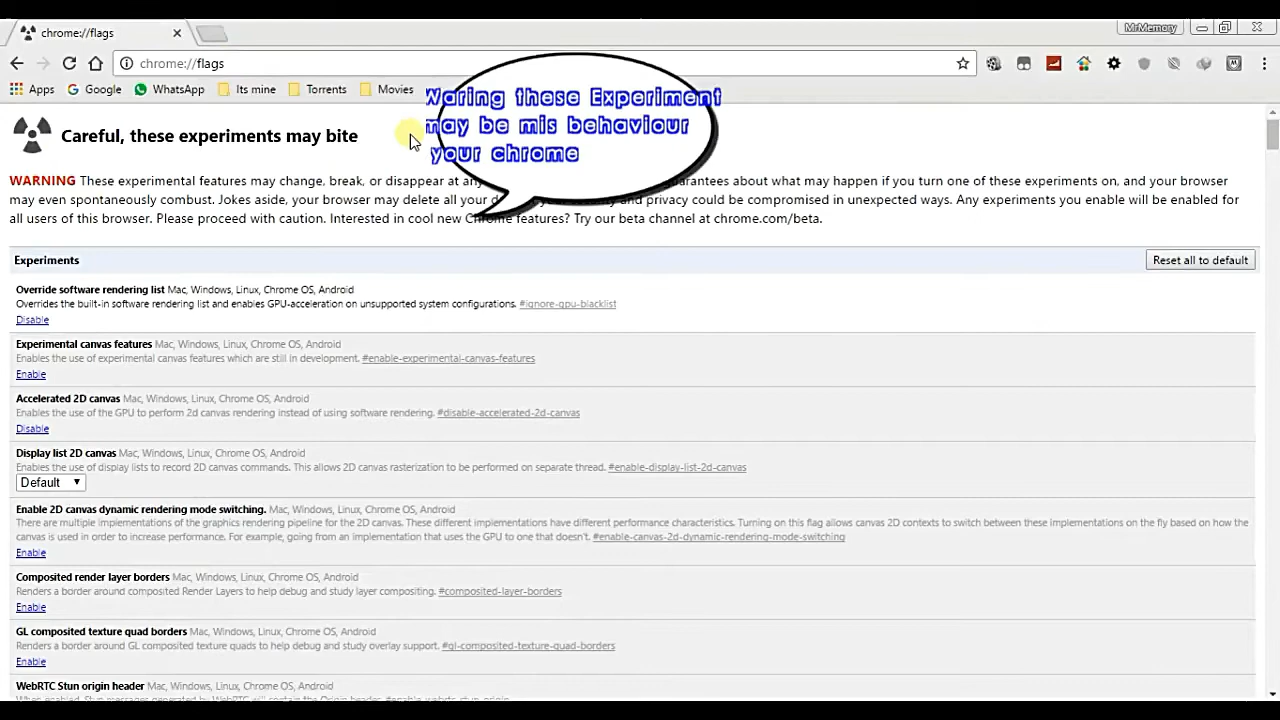 chrome://flags
MrMemory
chrome://flags
Apps Google WhatsApp Its mine Torrents Movies
Waring these Experiment
may be mis behaviour
your chrome
Careful, these experiments may bite
WARNING These experimental features may change, break, or disappear at any guarantees about what may happen if you turn one of these experiments on, and your browser
may even spontaneously combust. Jokes aside, your browser may delete all your and privacy could be compromised in unexpected ways. Any experiments you enable will be enabled for
all users of this browser. Please proceed with caution. Interested in cool new Chrome features? Try our beta channel at chrome.com/beta.
Experiments
Reset all to default
Override software rendering list Mac, Windows, Linux, Chrome OS, Android
Overrides the built-in software rendering list and enables GPU-acceleration on unsupported system configurations. #ignore-gpu-blacklist
Disable
Experimental canvas features Mac, Windows, Linux, Chrome OS, Android
Enables the use of experimental canvas features which are still in development. #enable-experimental-canvas-features
Enable
Accelerated 2D canvas Mac, Windows, Linux, Chrome OS, Android
Enables the use of the GPU to perform 2d canvas rendering instead of using software rendering. #disable-accelerated-2d-canvas
Disable
Display list 2D canvas Mac, Windows, Linux, Chrome OS, Android
Enables the use of display lists to record 2D canvas commands. This allows 2D canvas rasterization to be performed on separate thread. #enable-display-list-2d-canvas
Default
Enable 2D canvas dynamic rendering mode switching. Mac, Windows, Linux, Chrome OS, Android
There are multiple implementations of the graphics rendering pipeline for the 2D canvas. These different implementations have different performance characteristics. Turning on this flag allows canvas 2D contexts to switch between these implementations on the fly based on how the
canvas is used in order to increase performance. For example, going from an implementation that uses the GPU to one that doesn't. #enable-canvas-2d-dynamic-rendering-mode-switching
Enable
Composited render layer borders Mac, Windows, Linux, Chrome OS, Android
Renders a border around composited Render Layers to help debug and study layer compositing. #composited-layer-borders
Enable
GL composited texture quad borders Mac, Windows, Linux, Chrome OS, Android
Renders a border around GL composited texture quads to help debug and study overlay support. #gl-composited-texture-quad-borders
Enable
WebRTC Stun origin header Mac, Windows, Linux, Chrome OS, Android